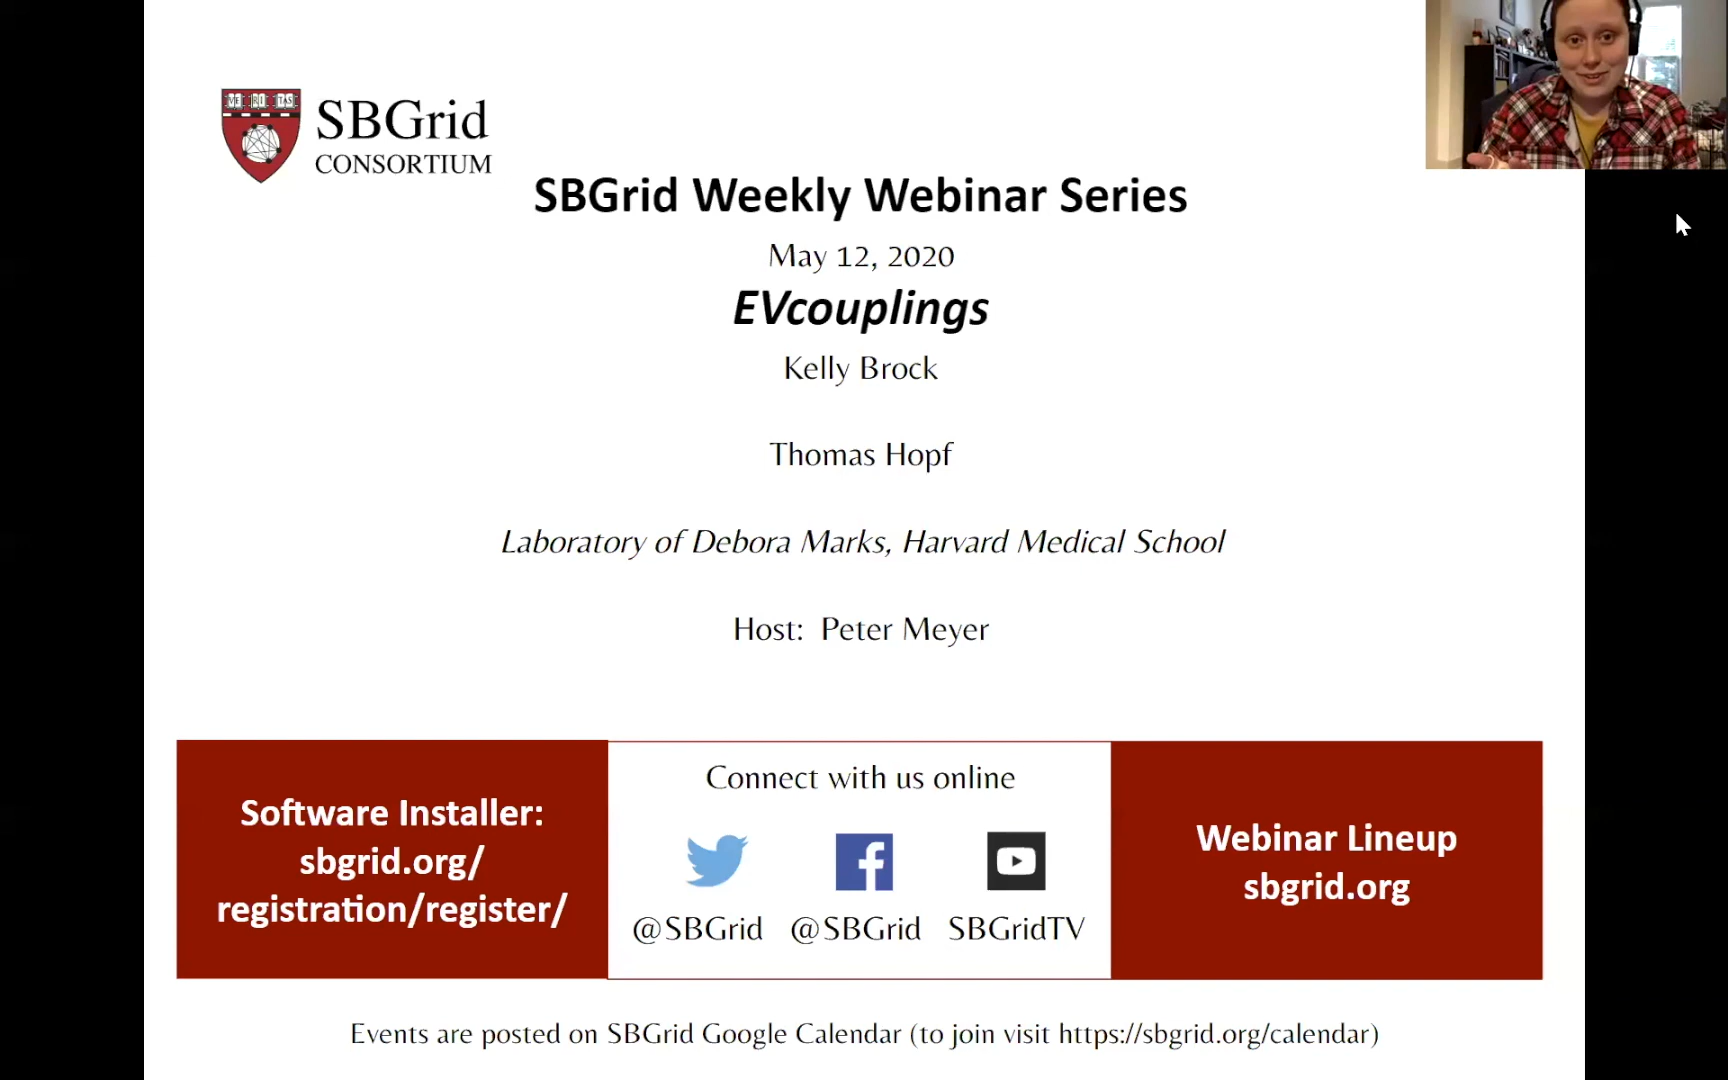 VE RI TAS
SBGrid
CONSORTIUM
SBGrid Weekly Webinar Series
May 12, 2020
EVcouplings
Kelly Brock
Thomas Hopf
Laboratory of Debora Marks, Harvard Medical School
Host: Peter Meyer
Software Installer:
sbgrid.org/
registration/register/
Connect with us online
@SBGrid @SBGrid SBGridTV
Webinar Lineup
sbgrid.org
Events are posted on SBGrid Google Calendar (to join visit https://sbgrid.org/calendar)